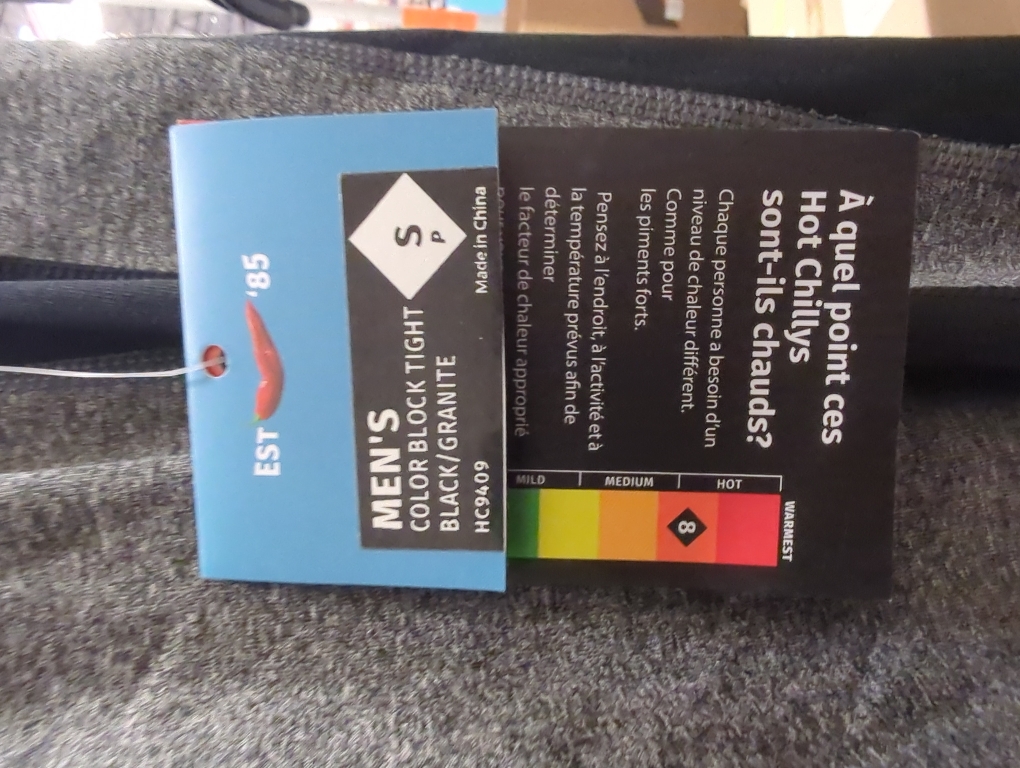 EST '85
S
P
MEN'S
COLOR BLOCK TIGHT
BLACK/GRANITE
HC9409
Made in China
À quel point ces
Hot Chillys
sont-ils chauds?
Chaque personne a besoin d'un
niveau de chaleur différent.
Comme pour
les piments forts.
Pensez à l'endroit, à l'activité et à
la température prévus afin de
déterminer
le facteur de chaleur approprié
MILD
MEDIUM
HOT
8
WARMEST